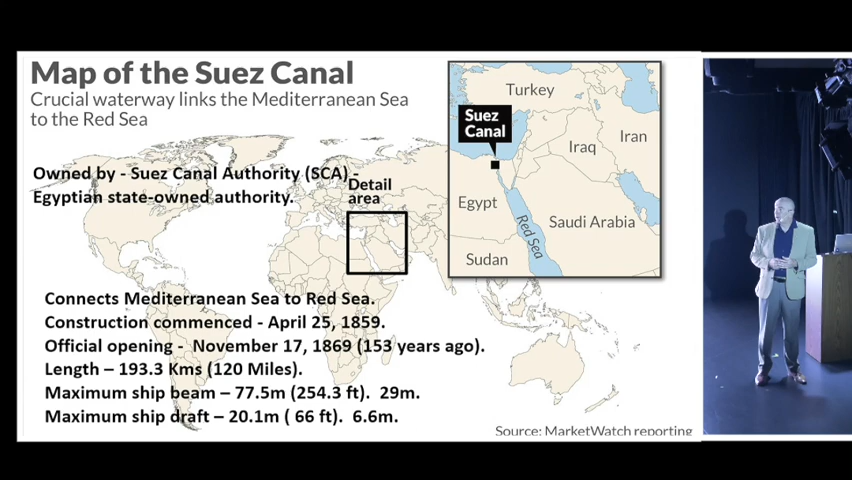 Map of the Suez Canal
Crucial waterway links the Mediterranean Sea
to the Red Sea
Owned by - Suez Canal Authority (SCA) -
Egyptian state-owned authority.
Detail
area
Connects Mediterranean Sea to Red Sea.
Construction commenced - April 25, 1859.
Official opening - November 17, 1869 (153 years ago).
Length – 193.3 Kms (120 Miles).
Maximum ship beam – 77.5m (254.3 ft). 29m.
Maximum ship draft – 20.1m ( 66 ft). 6.6m.
Turkey
Suez
Canal
Iran
Iraq
Egypt
Red Sea
Saudi Arabia
Sudan
Source: MarketWatch reporting